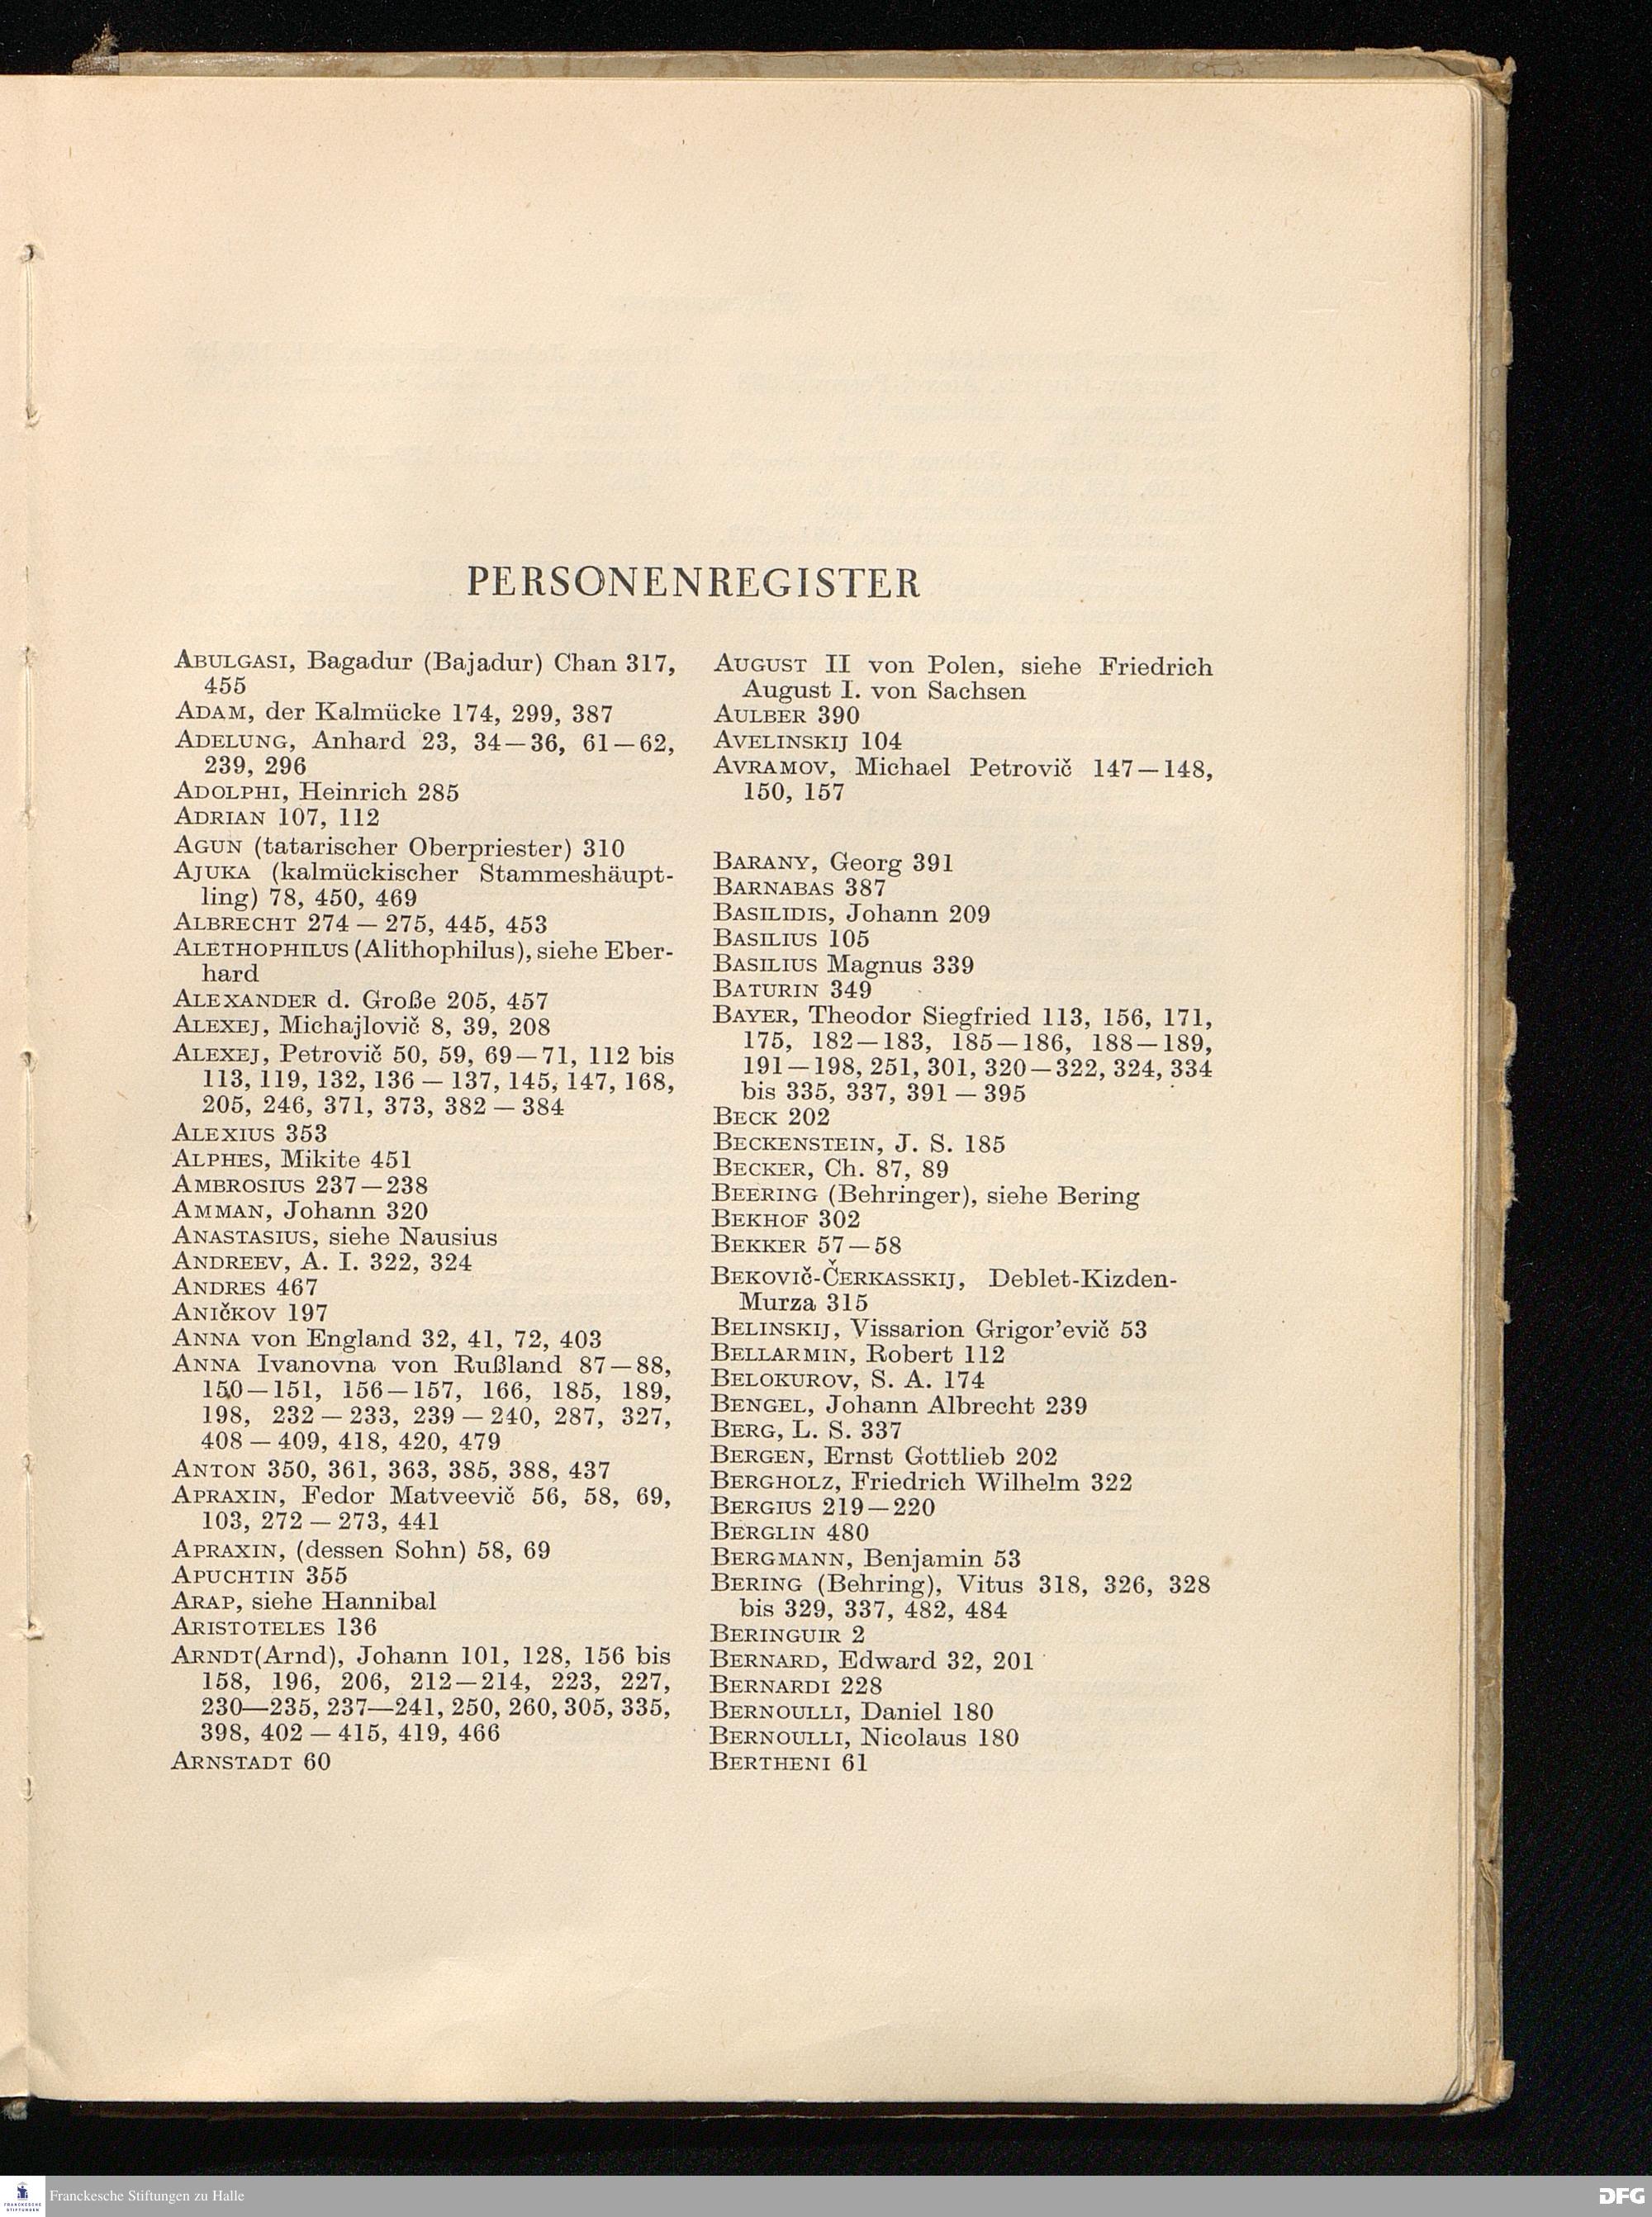 PERSONENREGISTER
ABULGASI, Bagadur (Bajadur) Chan 317,
455
ADAM, der Kalmücke 174, 299, 387
ADELUNG, Anhard 23, 34—36, 61—62,
239, 296
ADOLPHI, Heinrich 285
ADRIAN 107, 112
AGUN (tatarischer Oberpriester) 310
AJUKA (kalmückischer Stammeshäupt-
ling) 78, 450, 469
ALBRECHT 274 — 275, 445, 453
ALETHOPHILUS (Alithophilus), siehe Eber-
hard
ALEXANDER d. Große 205, 457
ALEXEJ, Michajlovič 8, 39, 208
ALEXEJ, Petrovič 50, 59, 69—71, 112 bis
113, 119, 132, 136 — 137, 145, 147, 168,
205, 246, 371, 373, 382 — 384
ALEXIUS 353
ALPHES, Mikite 451
AMBROSIUS 237—238
AMMAN, Johann 320
ANASTASIUS, siehe Nausius
ANDREEV, A. I. 322, 324
ANDRES 467
ANIčKOV 197
ANNA von England 32, 41, 72, 403
ANNA Ivanovna von Rußland 87—88,
150—151, 156—157, 166, 185, 189,
198, 232 — 233, 239 — 240, 287, 327,
408 — 409, 418, 420, 479
ANTON 350, 361, 363, 385, 388, 437
APRAXIN, Fedor Matveevič 56, 58, 69,
103, 272 — 273, 441
APRAXIN, (dessen Sohn) 58, 69
APUCHTIN 355
ARAP, siehe Hannibal
ARISTOTELES 136
ARNDT(Arnd), Johann 101, 128, 156 bis
158, 196, 206, 212—214, 223, 227,
230—235, 237—241, 250, 260, 305, 335,
398, 402 — 415, 419, 466
ARNSTADT 60
AUGUST II von Polen, siehe Friedrich
August I. von Sachsen
AULBER 390
AVELINSKIJ 104
AVRAMOV, Michael Petrovič 147—148,
150, 157
BARANY, Georg 391
BARNABAS 387
BASILIDIS, Johann 209
BASILIUS 105
BASILIUS Magnus 339
BATURIN 349
BAYER, Theodor Siegfried 113, 156, 171,
175, 182—183, 185—186, 188—189,
191—198, 251, 301, 320—322, 324, 334
bis 335, 337, 391 — 395
BECK 202
BECKENSTEIN, J. S. 185
BECKER, Ch. 87, 89
BEERING (Behringer), siehe Bering
BEKHOF 302
BEKKER 57—58
BEKOVIč-ČERKASSKIJ, Deblet-Kizden-
Murza 315
BELINSKIJ, Vissarion Grigor'evič 53
BELLARMIN, Robert 112
BELOKUROV, S. A. 174
BENGEL, Johann Albrecht 239
BERG, L. S. 337
BERGEN, Ernst Gottlieb 202
BERGHOLZ, Friedrich Wilhelm 322
BERGIUS 219—220
BERGLIN 480
BERGMANN, Benjamin 53
BERING (Behring), Vitus 318, 326, 328
bis 329, 337, 482, 484
BERINGUIR 2
BERNARD, Edward 32, 201
BERNARDI 228
BERNOULLI, Daniel 180
BERNOULLI, Nicolaus 180
BERTHENI 61
FRANCKESCHE STIFTUNGEN
Franckesche Stiftungen zu Halle
DFG